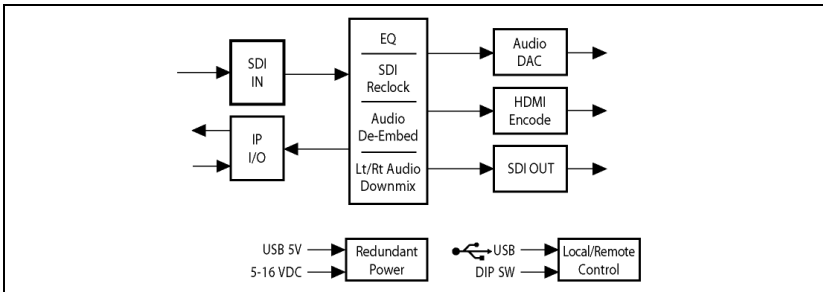 SDI
IN
IP
I/O
EQ
SDI
Reclock
Audio
De-Embed
Lt/Rt Audio
Downmix
Audio
DAC
HDMI
Encode
SDI OUT
USB 5V
5-16 VDC
Redundant
Power
USB
DIP SW
Local/Remote
Control